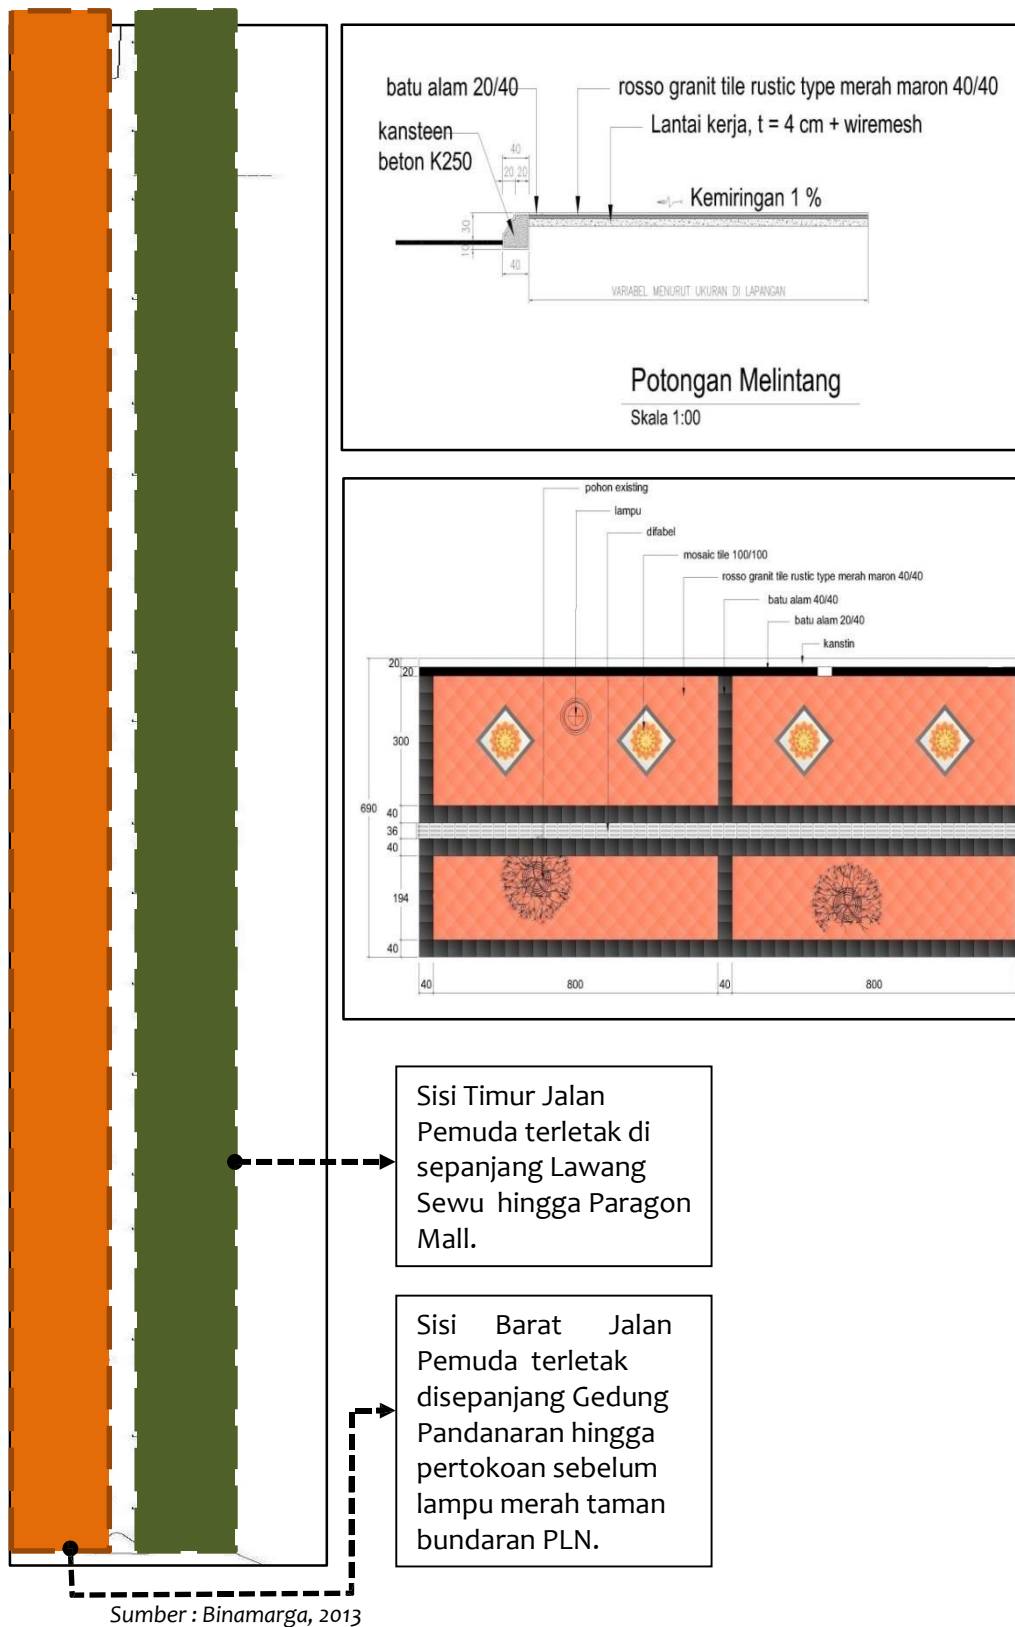 batu alam 20/40
rosso granit tile rustic type merah maron 40/40
kansteen
beton K250
Lantai kerja, t = 4 cm + wiremesh
40
20 20
Kemiringan 1 %
30
10
40
VARIABEL MENURUT UKURAN DI LAPANGAN
Potongan Melintang
Skala 1:00
pohon existing
lampu
difabel
mosaic tile 100/100
rosso granit tile rustic type merah maron 40/40
batu alam 40/40
batu alam 20/40
kanstin
20
20
300
690
40
36
40
194
40
40 800 40 800
Sisi Timur Jalan
Pemuda terletak di
sepanjang Lawang
Sewu hingga Paragon
Mall.
Sisi Barat Jalan
Pemuda terletak
disepanjang Gedung
Pandanaran hingga
pertokoan sebelum
lampu merah taman
bundaran PLN.
Sumber : Binamarga, 2013